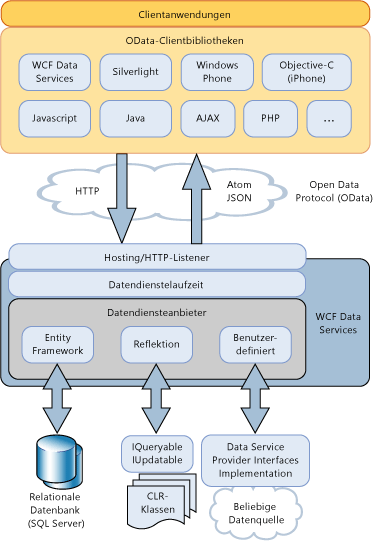 Clientanwendungen
OData-Clientbibliotheken
WCF Data
Services
Silverlight
Windows
Phone
Objective-C
(iPhone)
Javascript
Java
AJAX
PHP
...
HTTP
Atom
JSON
Open Data
Protocol (OData)
Hosting/HTTP-Listener
Datendienstelaufzeit
Datendiensteanbieter
WCF Data
Services
Entity
Framework
Reflektion
Benutzer-
definiert
Relationale
Datenbank
(SQL Server)
IQueryable
IUpdatable
CLR-
Klassen
Data Service
Provider Interfaces
Implementation
Beliebige
Datenquelle